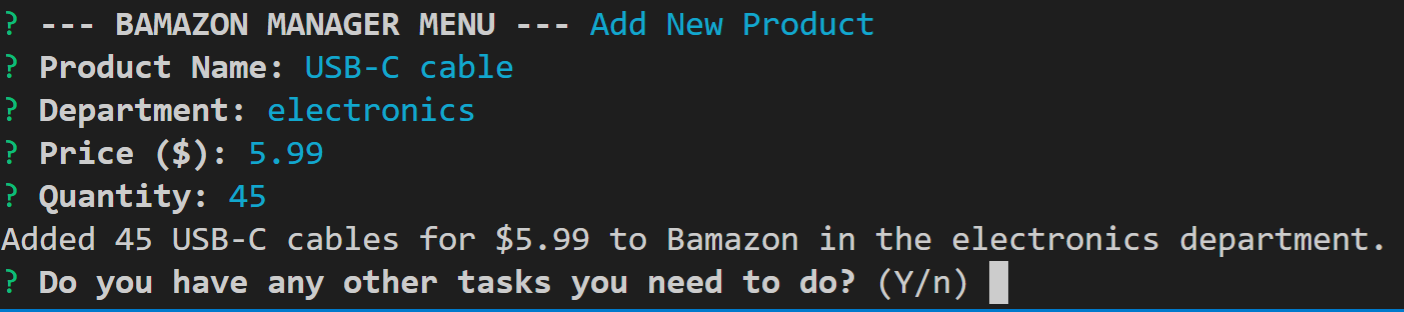 ? --- BAMAZON MANAGER MENU --- Add New Product
? Product Name: USB-C cable
? Department: electronics
? Price ($): 5.99
? Quantity: 45
Added 45 USB-C cables for $5.99 to Bamazon in the electronics department.
? Do you have any other tasks you need to do? (Y/n)